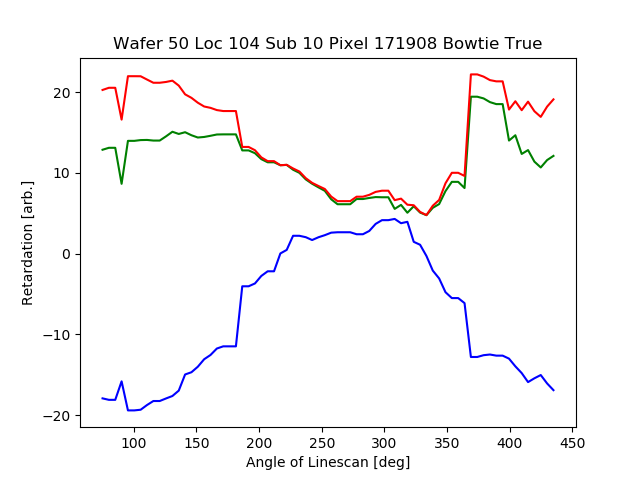 Wafer 50 Loc 104 Sub 10 Pixel 171908 Bowtie True
20
10
0
−10
−20
Retardation [arb.]
100 150 200 250 300 350 400 450
Angle of Linescan [deg]